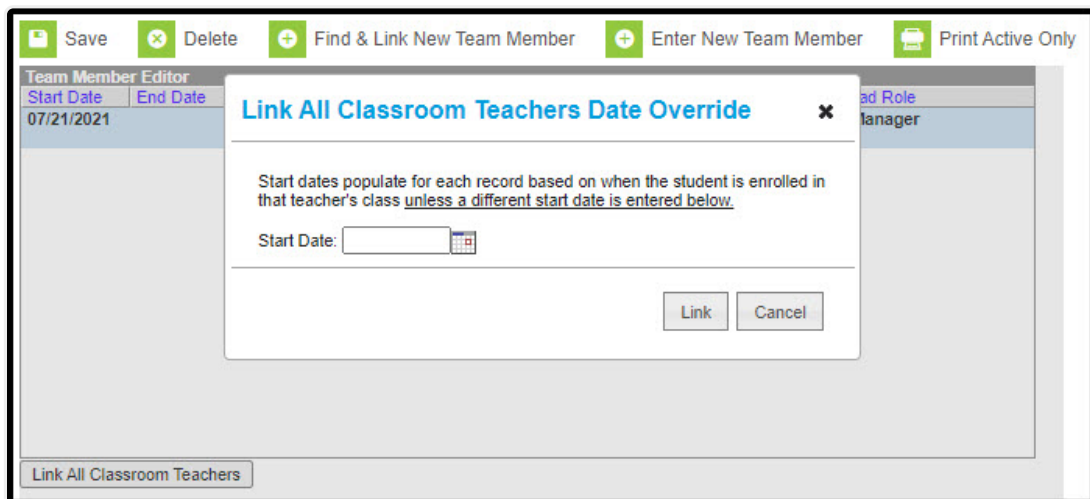 Save Delete Find & Link New Team Member Enter New Team Member Print Active Only
Team Member Editor
Start Date End Date
07/21/2021
Link All Classroom Teachers Date Override
Role
Start dates populate for each record based on when the student is enrolled in
that teacher's class unless a different start date is entered below.
Start Date:
Link Cancel
Link All Classroom Teachers